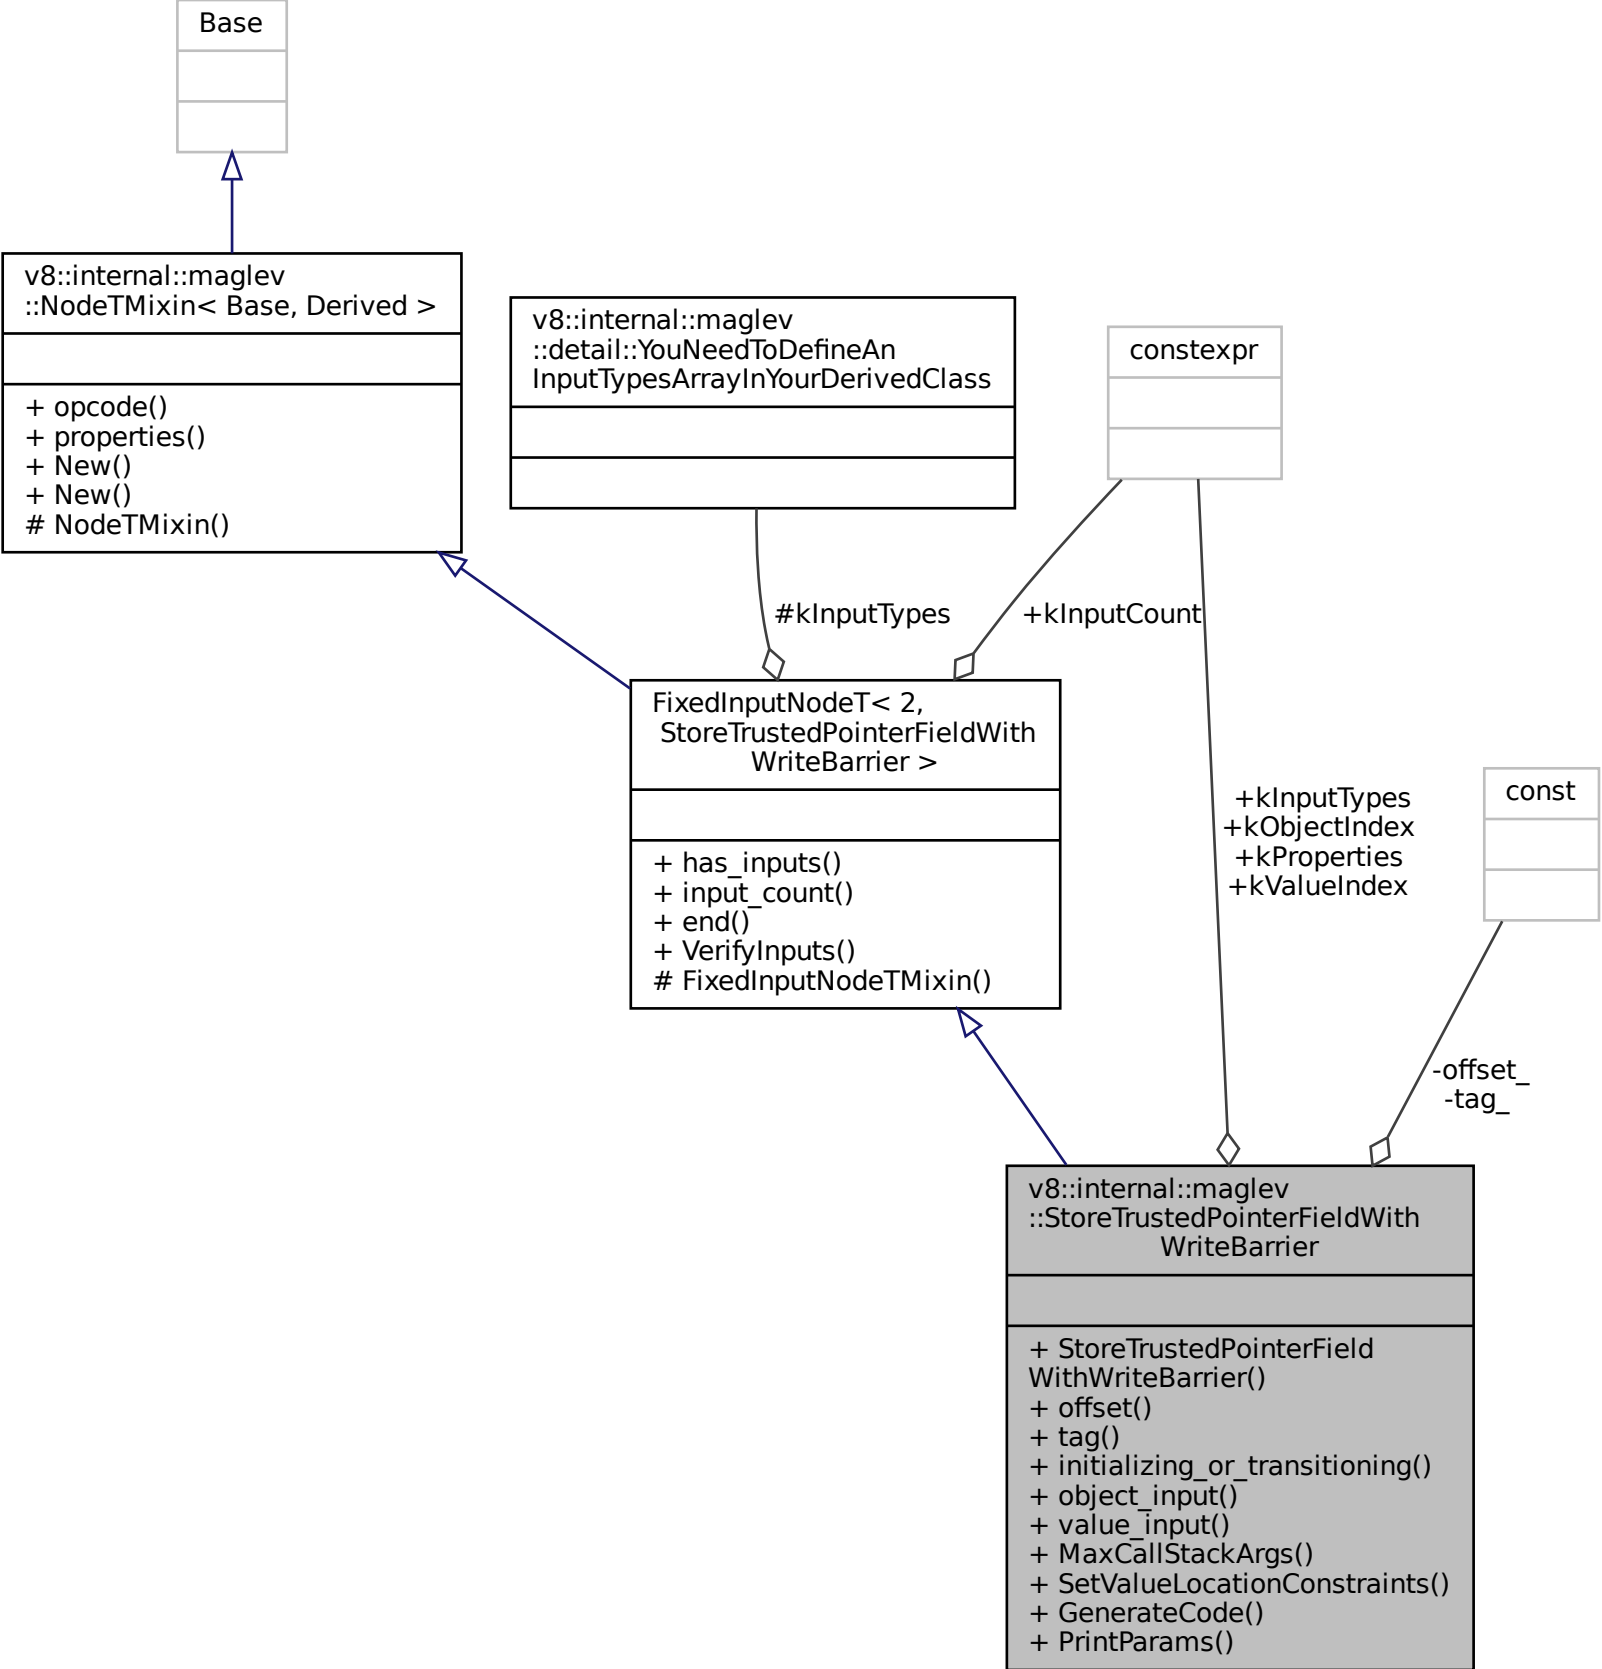 Base
v8::internal::maglev
::NodeTMixin< Base, Derived >
+ opcode()
+ properties()
+ New()
+ New()
# NodeTMixin()
v8::internal::maglev
::detail::YouNeedToDefineAn
InputTypesArrayInYourDerivedClass
constexpr
#kInputTypes
+kInputCount
FixedInputNodeT< 2,
StoreTrustedPointerFieldWith
WriteBarrier >
+ has_inputs()
+ input_count()
+ end()
+ VerifyInputs()
# FixedInputNodeTMixin()
+kInputTypes
+kObjectIndex
+kProperties
+kValueIndex
const
-offset_
-tag_
v8::internal::maglev
::StoreTrustedPointerFieldWith
WriteBarrier
+ StoreTrustedPointerField
WithWriteBarrier()
+ offset()
+ tag()
+ initializing_or_transitioning()
+ object_input()
+ value_input()
+ MaxCallStackArgs()
+ SetValueLocationConstraints()
+ GenerateCode()
+ PrintParams()